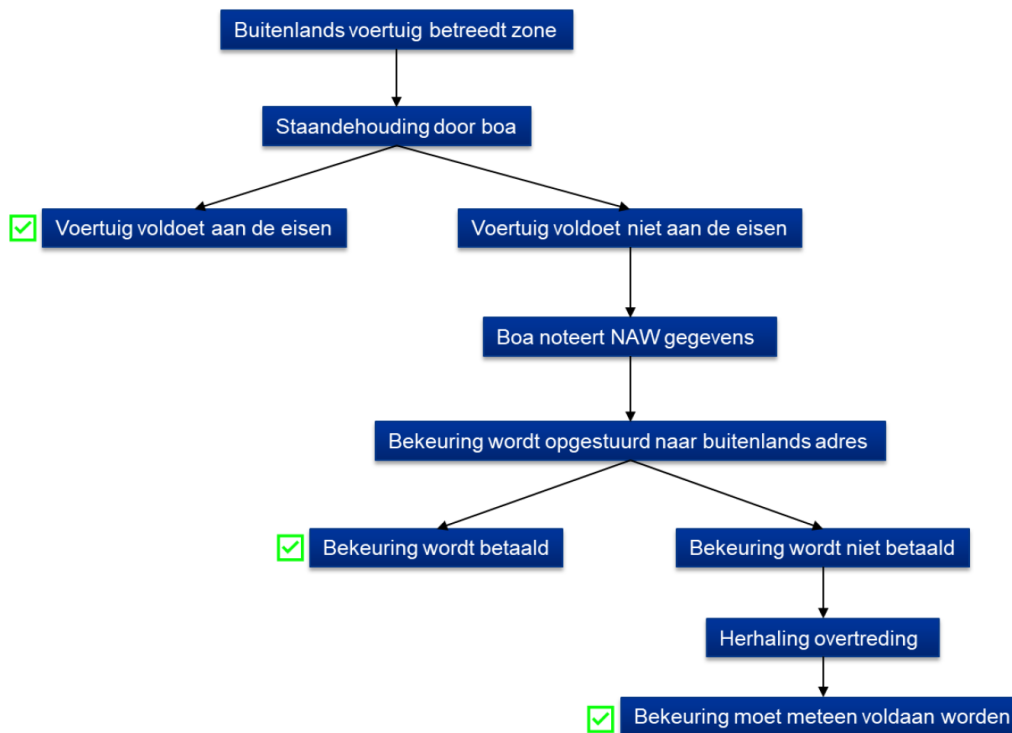 Buitenlands voertuig betreedt zone
Staandehouding door boa
Voertuig voldoet aan de eisen
Voertuig voldoet niet aan de eisen
Boa noteert NAW gegevens
Bekeuring wordt opgestuurd naar buitenlands adres
Bekeuring wordt betaald
Bekeuring wordt niet betaald
Herhaling overtreding
Bekeuring moet meteen voldaan worden